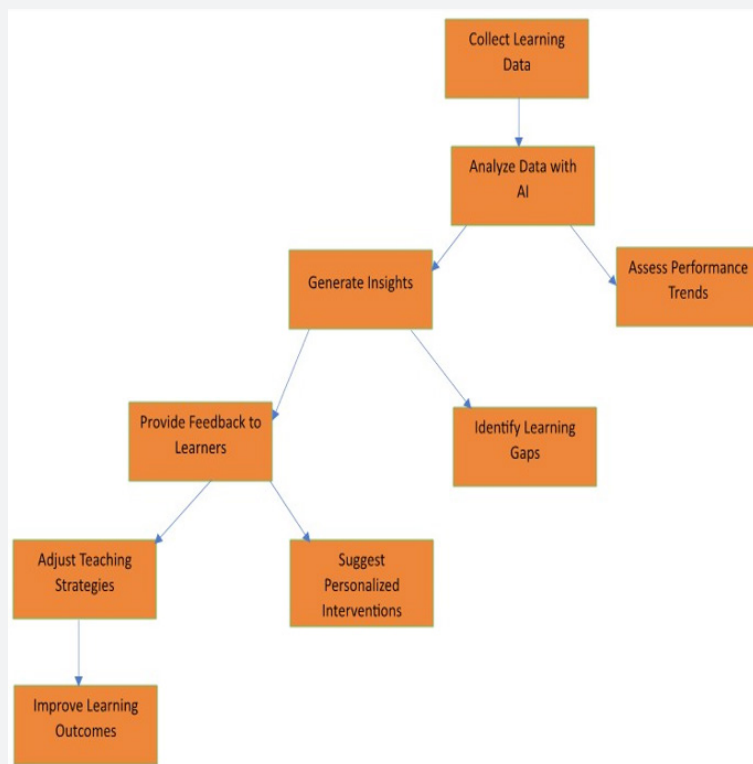 Collect Learning
Data
Analyze Data with
AI
Generate Insights
Assess Performance
Trends
Provide Feedback to
Learners
Identify Learning
Gaps
Adjust Teaching
Strategies
Suggest
Personalized
Interventions
Improve Learning
Outcomes